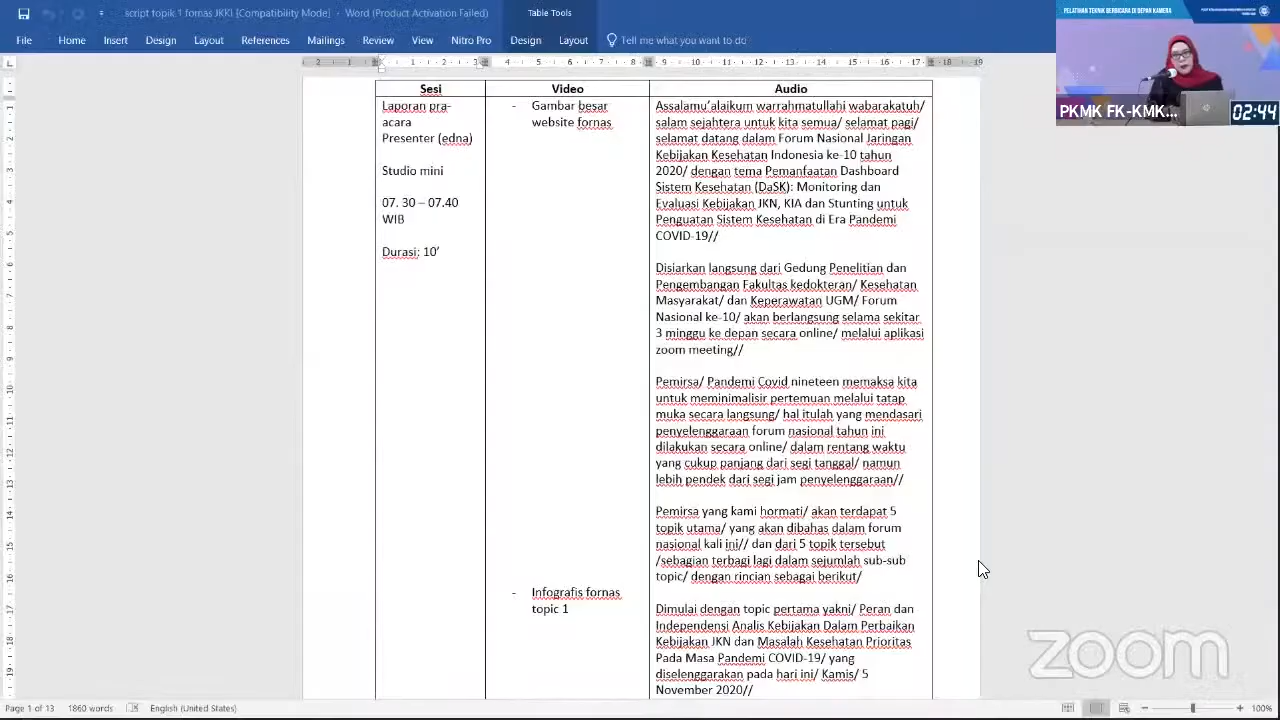 script topik 1 fornas JKKI [Compatibility Mode] - Word (Product Activation Failed)
Table Tools
File Home Insert Design Layout References Mailings Review View Nitro Pro Design Layout Tell me what you want to do
PELATIHAN TEKNIK BERBICARA DI DEPAN KAMERA
PKMK FK-KMK...
02:44
Sesi Video Audio
Laporan pra-
acara
Presenter (edna)
Studio mini
07. 30 – 07.40
WIB
Durasi: 10’
- Gambar besar
website fornas
- Infografis fornas
topic 1
Assalamu’alaikum warrahmatullahi wabarakatuh/
salam sejahtera untuk kita semua/ selamat pagi/
selamat datang dalam Forum Nasional Jaringan
Kebijakan Kesehatan Indonesia ke-10 tahun
2020/ dengan tema Pemanfaatan Dashboard
Sistem Kesehatan (DaSK): Monitoring dan
Evaluasi Kebijakan JKN, KIA dan Stunting untuk
Penguatan Sistem Kesehatan di Era Pandemi
COVID-19//
Disiarkan langsung dari Gedung Penelitian dan
Pengembangan Fakultas kedokteran/ Kesehatan
Masyarakat/ dan Keperawatan UGM/ Forum
Nasional ke-10/ akan berlangsung selama sekitar
3 minggu ke depan secara online/ melalui aplikasi
zoom meeting//
Pemirsa/ Pandemi Covid nineteen memaksa kita
untuk meminimalisir pertemuan melalui tatap
muka secara langsung/ hal itulah yang mendasari
penyelenggaraan forum nasional tahun ini
dilakukan secara online/ dalam rentang waktu
yang cukup panjang dari segi tanggal/ namun
lebih pendek dari segi jam penyelenggaraan//
Pemirsa yang kami hormati/ akan terdapat 5
topik utama/ yang akan dibahas dalam forum
nasional kali ini// dan dari 5 topik tersebut
/sebagian terbagi lagi dalam sejumlah sub-sub
topic/ dengan rincian sebagai berikut/
Dimulai dengan topic pertama yakni/ Peran dan
Independensi Analis Kebijakan Dalam Perbaikan
Kebijakan JKN dan Masalah Kesehatan Prioritas
Pada Masa Pandemi COVID-19/ yang
diselenggarakan pada hari ini/ Kamis/ 5
November 2020//
zoom
Page 1 of 13 1860 words English (United States) 100%